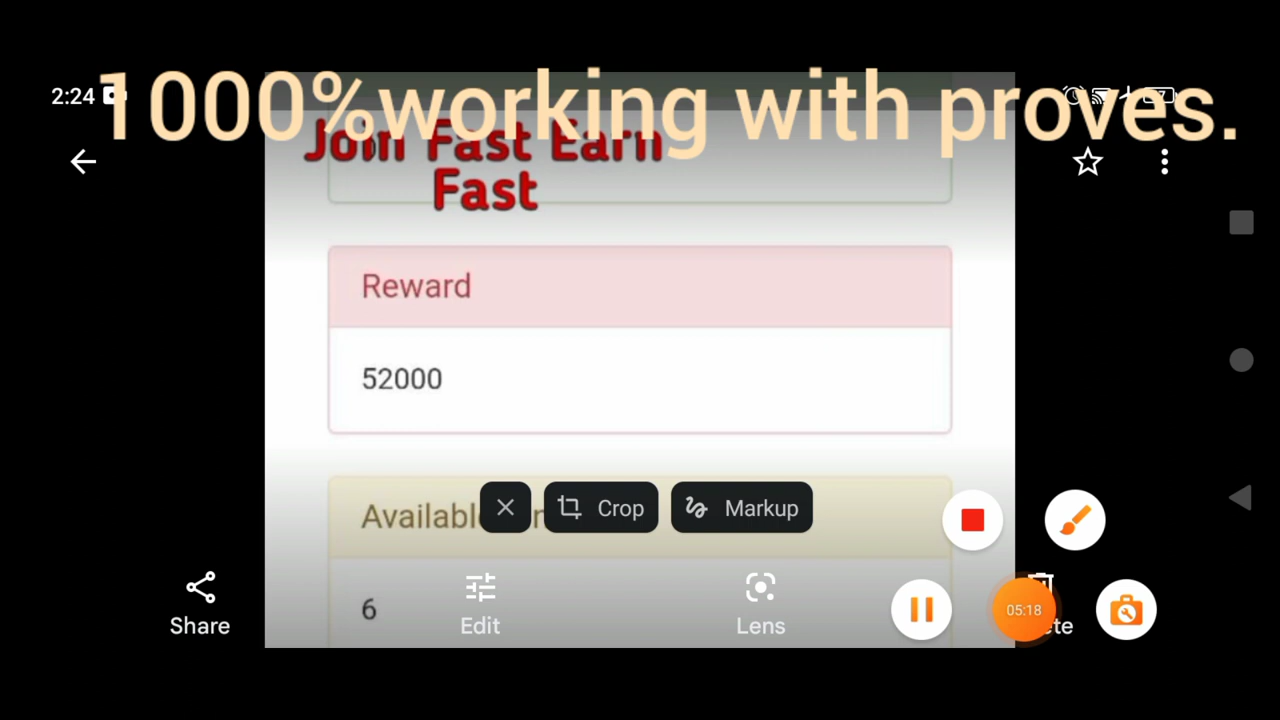 1000%working with proves.
2:24
Join Fast Earn
Fast
Reward
52000
Crop
Markup
6
Share
Edit
Lens
05:18